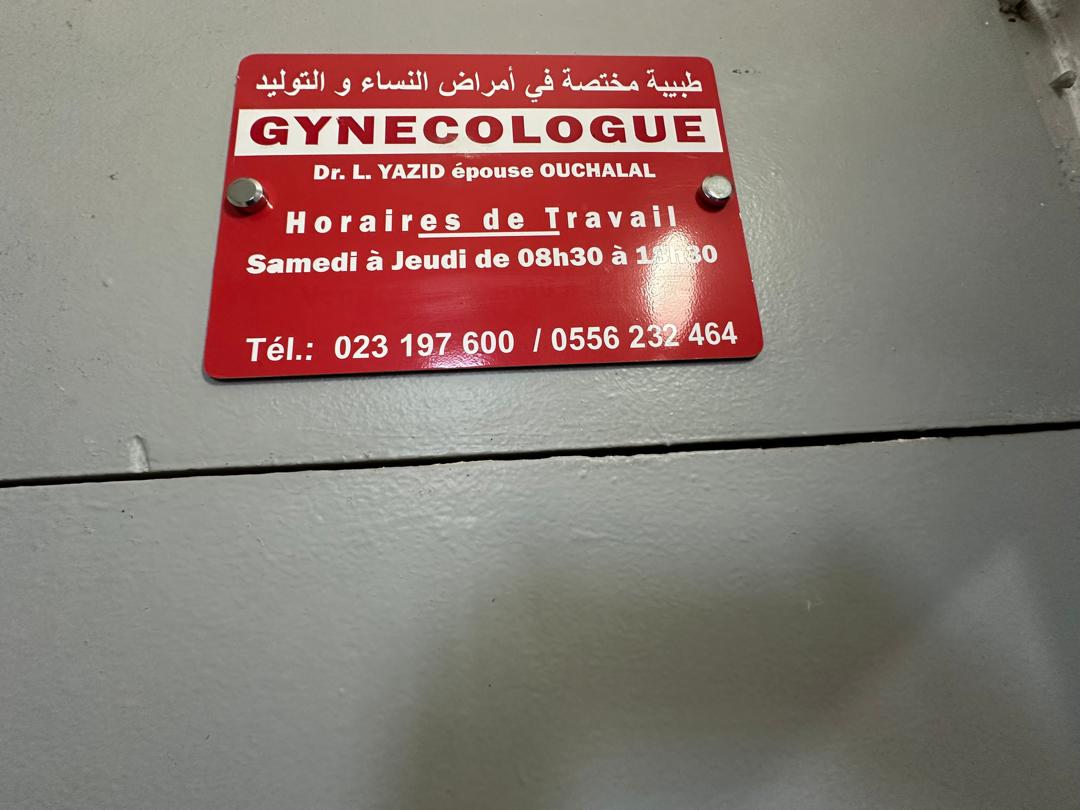 طبيبة مختصة في أمراض النساء و التوليد
GYNECOLOGUE
Dr. L. YAZID épouse OUCHALAL
Horaires de Travail
Samedi à Jeudi de 08h30 à
Tél.: 023 197 600 / 0556 232 464